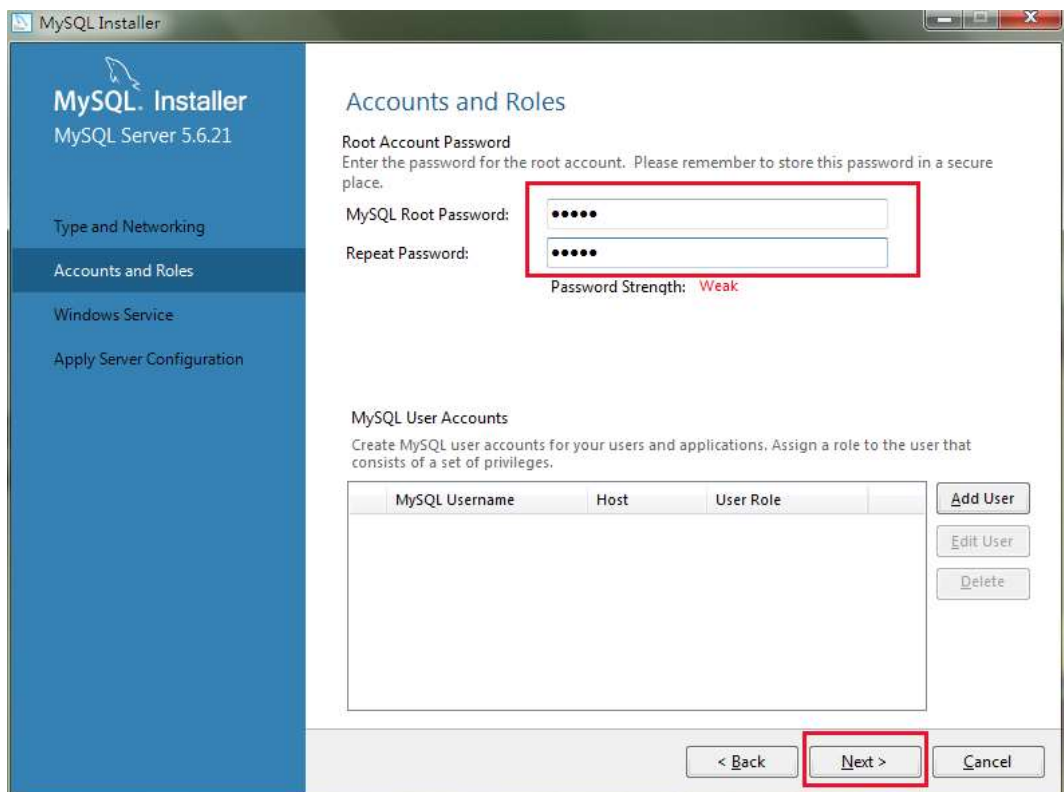 MySQL Installer
MySQL. Installer
MySQL Server 5.6.21
Type and Networking
Accounts and Roles
Windows Service
Apply Server Configuration
Accounts and Roles
Root Account Password
Enter the password for the root account. Please remember to store this password in a secure
place.
MySQL Root Password: •••••
Repeat Password: •••••
Password Strength: Weak
MySQL User Accounts
Create MySQL user accounts for your users and applications. Assign a role to the user that
consists of a set of privileges.
MySQL Username Host User Role
Add User
Edit User
Delete
< Back Next > Cancel